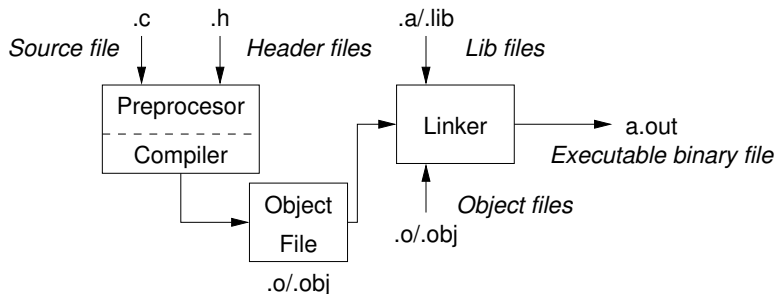 .c
.h
.a/.lib
Source file
Header files
Lib files
Preprocesor
Compiler
Linker
a.out
Executable binary file
Object
File
.o/.obj
Object files
.o/.obj